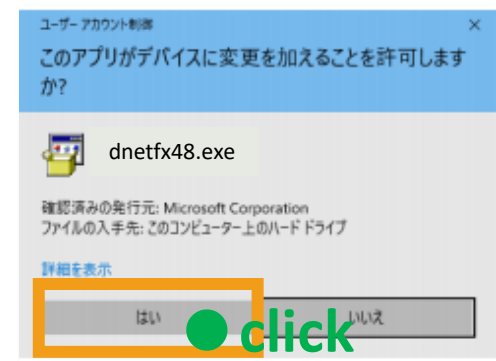 ユーザー アカウント制御
このアプリがデバイスに変更を加えることを許可します
か?
dnetfx48.exe
確認済みの発行元: Microsoft Corporation
ファイルの入手先: このコンピューター上のハード ドライブ
詳細を表示
はい
click
いいえ